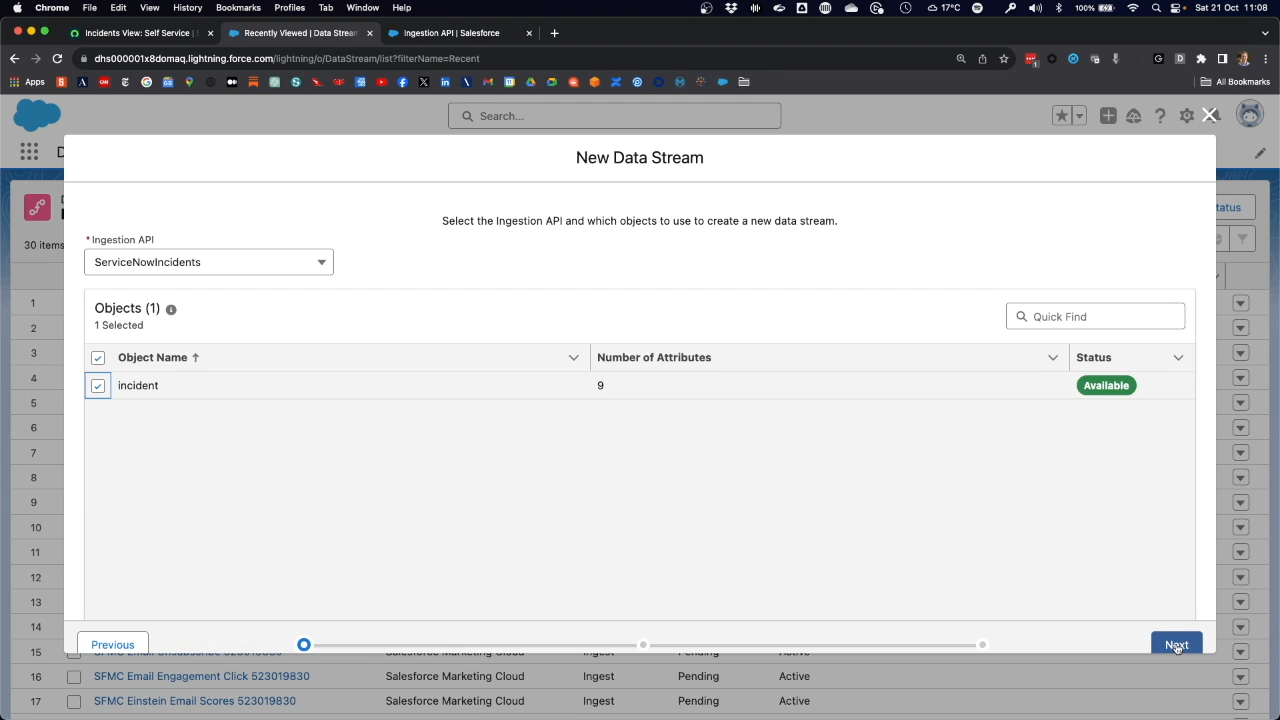 Chrome File Edit View History Bookmarks Profiles Tab Window Help 17°C 100% Sat 21 Oct 11:08
Incidents View: Self Service | Recently Viewed | Data Strean Ingestion API | Salesforce
dhs000001x8domaq.lightning.force.com/lightning/o/DataStream/list?filterName=Recent
Apps All Bookmarks
Search...
New Data Stream
Select the Ingestion API and which objects to use to create a new data stream.
* Ingestion API
ServiceNowIncidents
30 items
tatus
Objects (1)
1 Selected
Quick Find
Object Name Number of Attributes Status
incident 9 Available
1
2
3
4
5
6
7
8
9
10
11
12
13
14
Previous Next
15 SFMC Email Unsubscribe 523019830 Salesforce Marketing Cloud Ingest Pending Active
16 SFMC Email Engagement Click 523019830 Salesforce Marketing Cloud Ingest Pending Active
17 SFMC Einstein Email Scores 523019830 Salesforce Marketing Cloud Ingest Pending Active